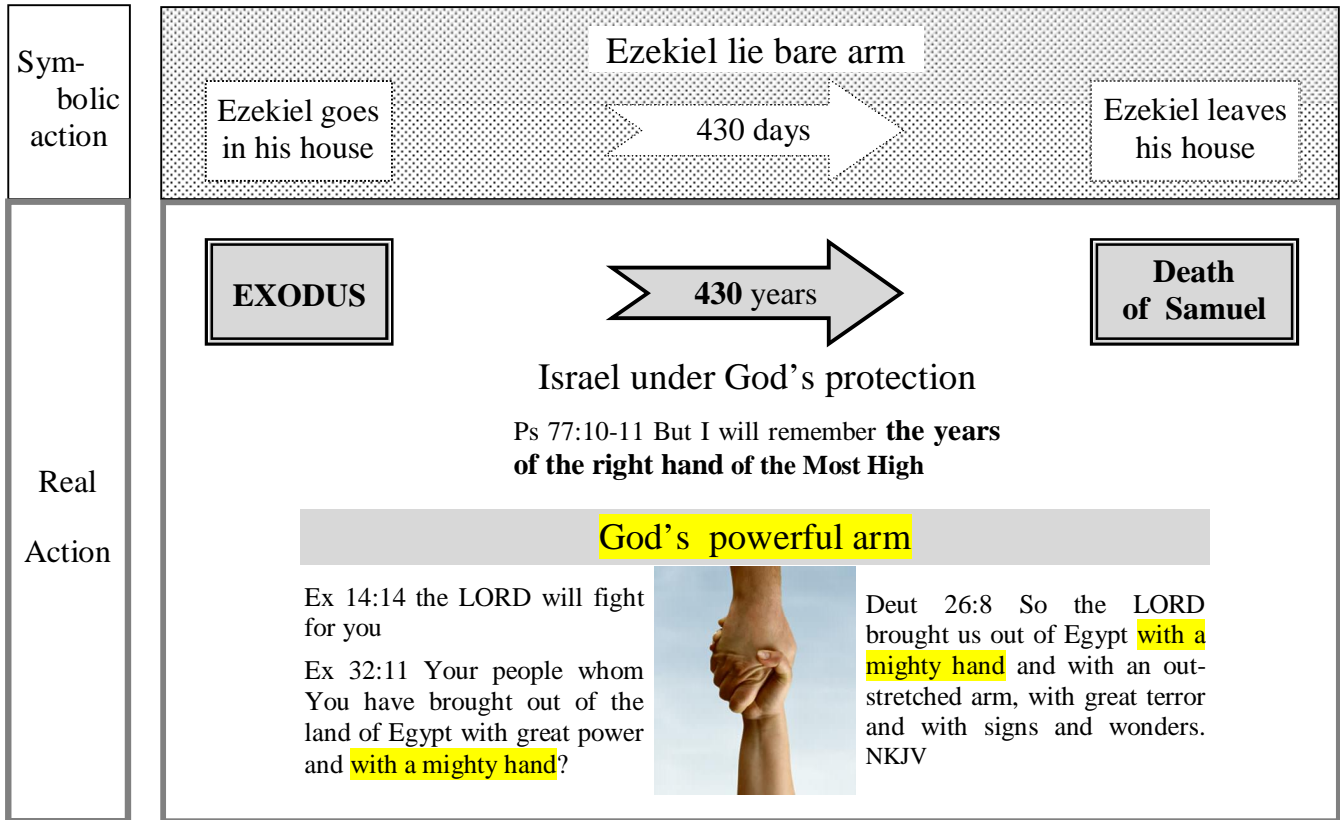 Sym-
bolic
action
Ezekiel lie bare arm
Ezekiel goes
in his house
430 days
Ezekiel leaves
his house
Real
Action
EXODUS
430 years
Death
of Samuel
Israel under God’s protection
Ps 77:10-11 But I will remember the years
of the right hand of the Most High
God’s powerful arm
Ex 14:14 the LORD will fight
for you
Ex 32:11 Your people whom
You have brought out of the
land of Egypt with great power
and with a mighty hand?
Deut 26:8 So the LORD
brought us out of Egypt with a
mighty hand and with an out-
stretched arm, with great terror
and with signs and wonders.
NKJV